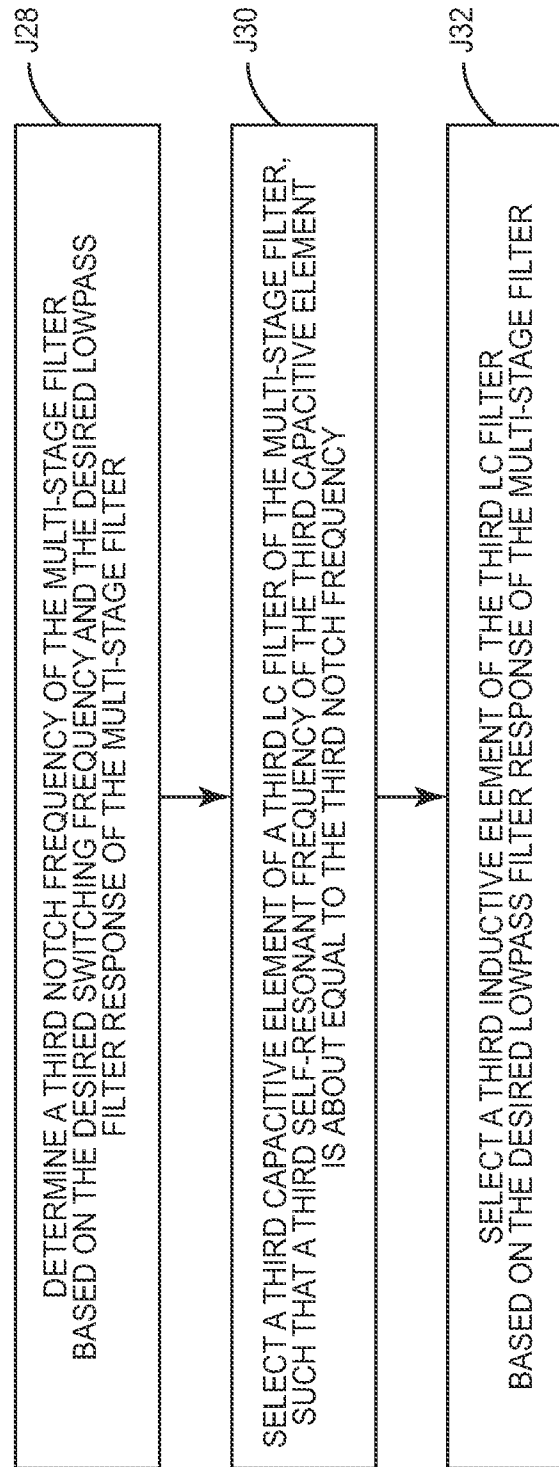 DETERMINE A THIRD NOTCH FREQUENCY OF THE MULTI-STAGE FILTER
BASED ON THE DESIRED SWITCHING FREQUENCY AND THE DESIRED LOWPASS
FILTER RESPONSE OF THE MULTI-STAGE FILTER
J28
SELECT A THIRD CAPACITIVE ELEMENT OF A THIRD LC FILTER OF THE MULTI-STAGE FILTER,
SUCH THAT A THIRD SELF-RESONANT FREQUENCY OF THE THIRD CAPACITIVE ELEMENT
IS ABOUT EQUAL TO THE THIRD NOTCH FREQUENCY
J30
SELECT A THIRD INDUCTIVE ELEMENT OF THE THIRD LC FILTER
BASED ON THE DESIRED LOWPASS FILTER RESPONSE OF THE MULTI-STAGE FILTER
J32